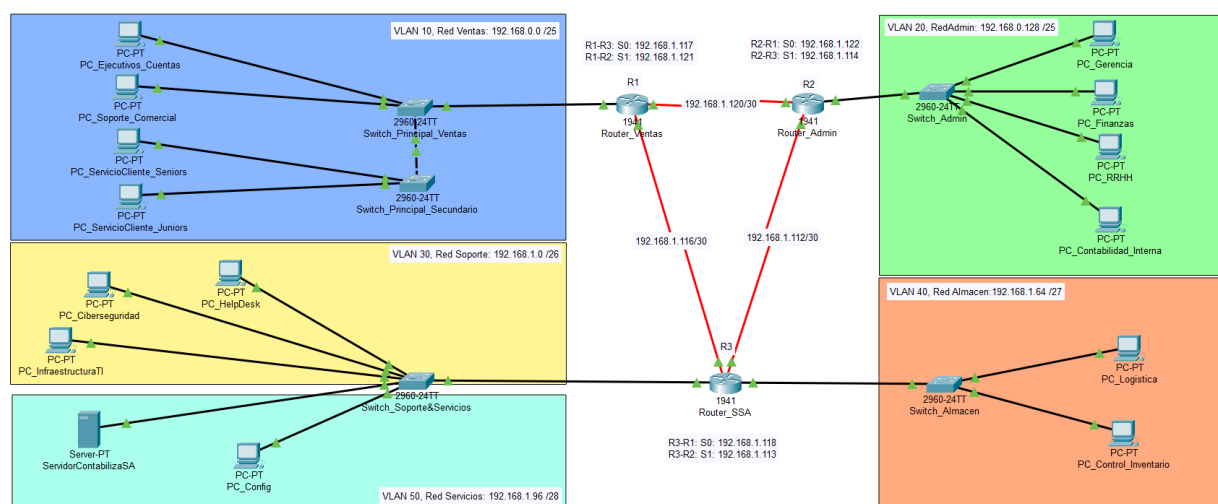 VLAN 10, Red Ventas: 192.168.0.0 /25
PC-PT
PC_Ejecutivos_Cuentas
PC-PT
PC_Soporte_Comercial
PC-PT
PC_ServicioCliente_Seniors
PC-PT
PC_ServicioCliente_Juniors
2960-24TT
Switch_Principal_Ventas
2960-24TT
Switch_Principal_Secundario
R1-R3: S0: 192.168.1.117
R1-R2: S1: 192.168.1.121
R1
1941
Router_Ventas
192.168.1.120/30
R2-R1: S0: 192.168.1.122
R2-R3: S1: 192.168.1.114
R2
1941
Router_Admin
VLAN 20, RedAdmin: 192.168.0.128 /25
PC-PT
PC_Gerencia
2960-24TT
Switch_Admin
PC-PT
PC_Finanzas
PC-PT
PC_RRHH
PC-PT
PC_Contabilidad_Interna
192.168.1.116/30
192.168.1.112/30
VLAN 30, Red Soporte: 192.168.1.0 /26
PC-PT
PC_HelpDesk
PC-PT
PC_Ciberseguridad
PC-PT
PC_InfraestructuraTI
2960-24TT
Switch_Soporte&Servicios
R3
1941
Router_SSA
R3-R1: S0: 192.168.1.118
R3-R2: S1: 192.168.1.113
VLAN 40, Red Almacen:192.168.1.64 /27
PC-PT
PC_Logistica
2960-24TT
Switch_Almacen
PC-PT
PC_Control_Inventario
Server-PT
ServidorContabilizaSA
PC-PT
PC_Config
VLAN 50, Red Servicios: 192.168.1.96 /28